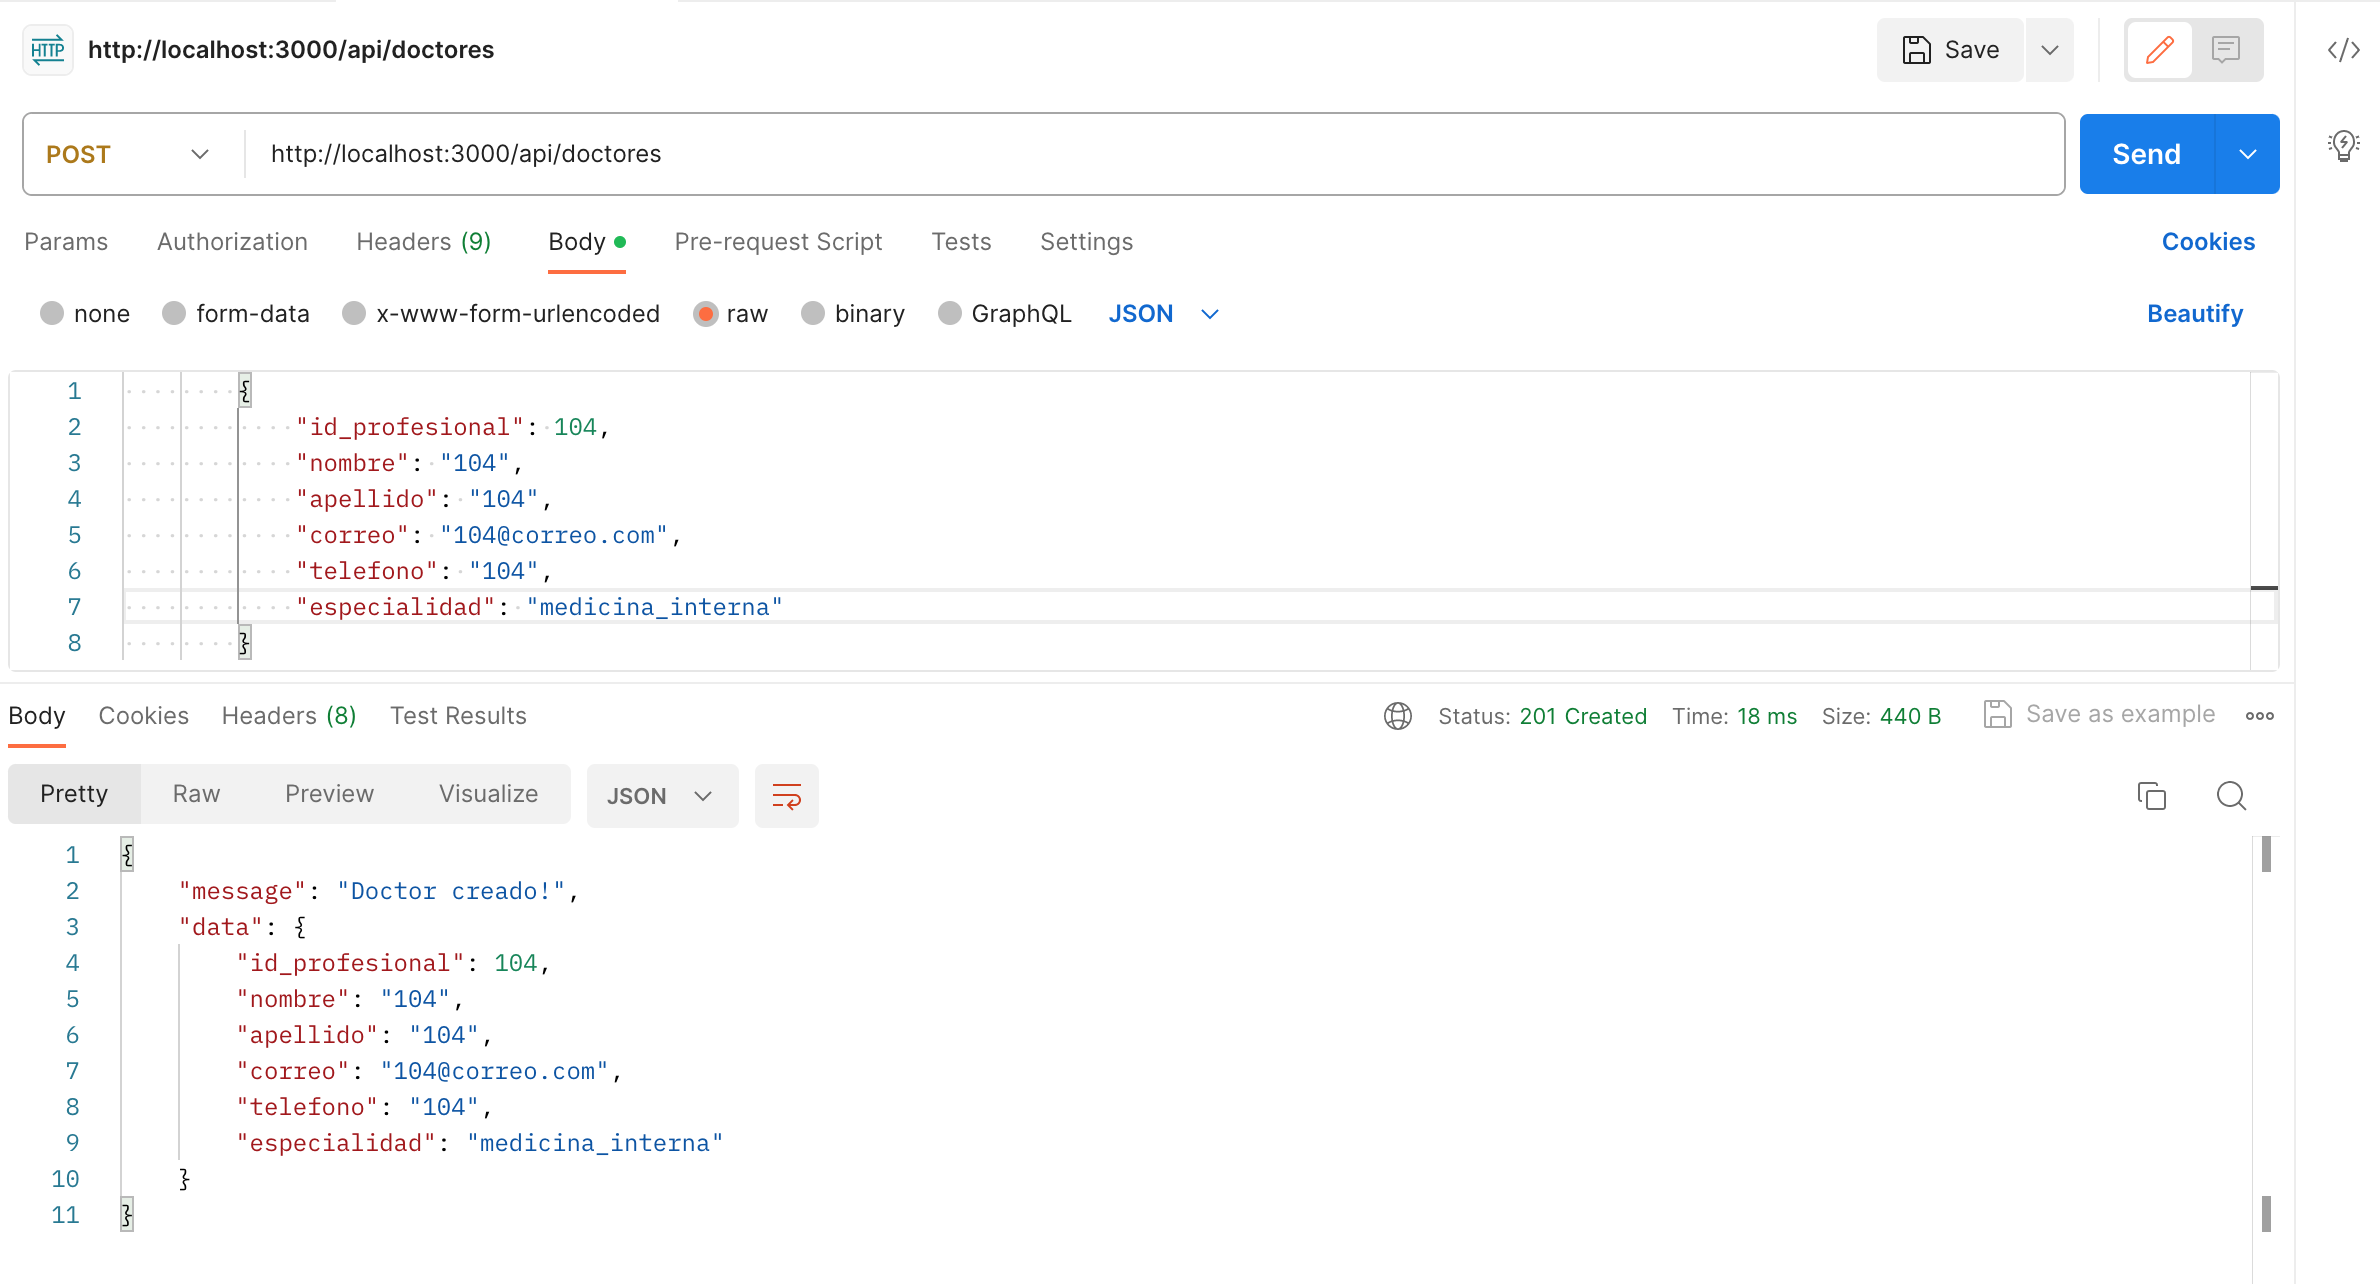 HTTP http://localhost:3000/api/doctores Save
POST http://localhost:3000/api/doctores Send
Params Authorization Headers (9) Body Pre-request Script Tests Settings Cookies
none form-data x-www-form-urlencoded raw binary GraphQL JSON Beautify
1 {
2 "id_profesional": 104,
3 "nombre": "104",
4 "apellido": "104",
5 "correo": "104@correo.com",
6 "telefono": "104",
7 "especialidad": "medicina_interna"
8 }
Body Cookies Headers (8) Test Results Status: 201 Created Time: 18 ms Size: 440 B Save as example
Pretty Raw Preview Visualize JSON
1 {
2 "message": "Doctor creado!",
3 "data": {
4 "id_profesional": 104,
5 "nombre": "104",
6 "apellido": "104",
7 "correo": "104@correo.com",
8 "telefono": "104",
9 "especialidad": "medicina_interna"
10 }
11 }